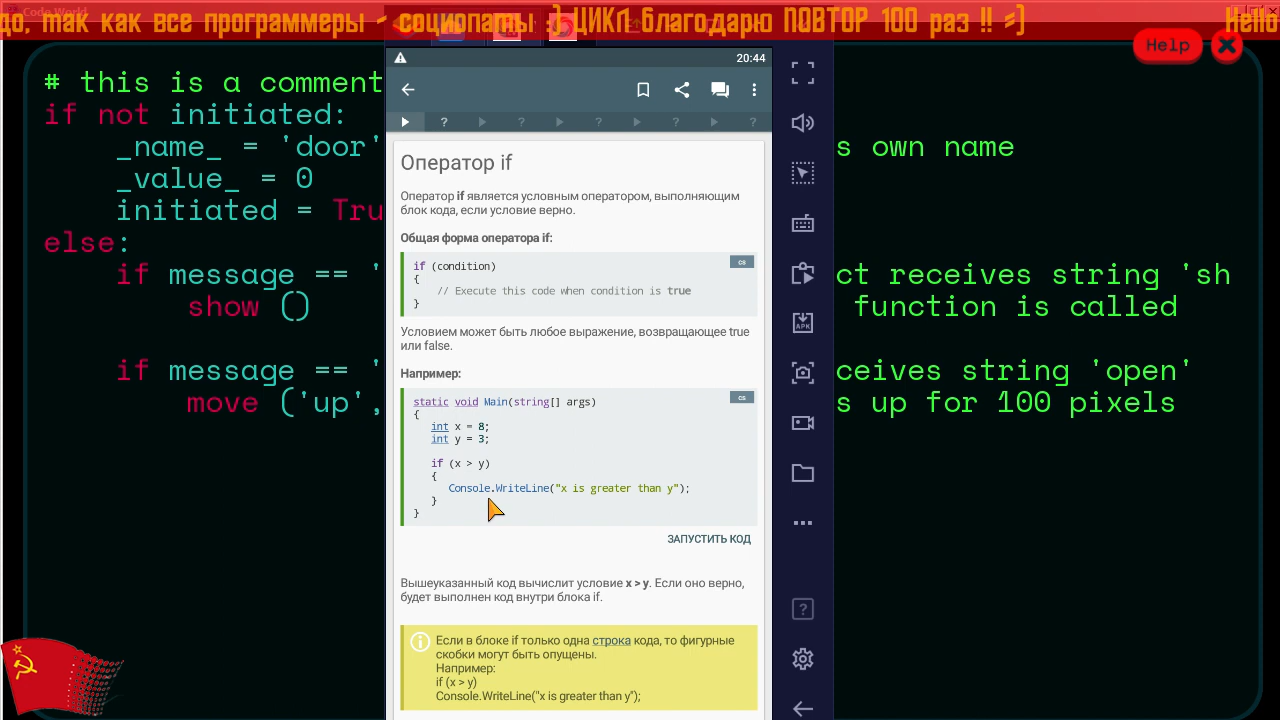 Code World
до, так как все программеры - социопаты :) ЦИКЛ благодарю ПОВТОР 100 раз !! =)
Help
20:44
# this is a comment
if not initiated:
_name_ = 'door'
s own name
_value_ = 0
initiated = Tru
else:
if message == '
ct receives string 'sh
show ()
function is called
if message == '
ceives string 'open'
move ('up',
s up for 100 pixels
Оператор if
Оператор if является условным оператором, выполняющим
блок кода, если условие верно.
Общая форма оператора if:
cs
if (condition)
{
// Execute this code when condition is true
}
Условием может быть любое выражение, возвращающее true
или false.
Например:
cs
static void Main(string[] args)
{
int x = 8;
int y = 3;
if (x > y)
{
Console.WriteLine("x is greater than y");
}
}
ЗАПУСТИТЬ КОД
Вышеуказанный код вычислит условие x > y. Если оно верно,
будет выполнен код внутри блока if.
Если в блоке if только одна строка кода, то фигурные
скобки могут быть опущены.
Например:
if (x > y)
Console.WriteLine("x is greater than y");
APK